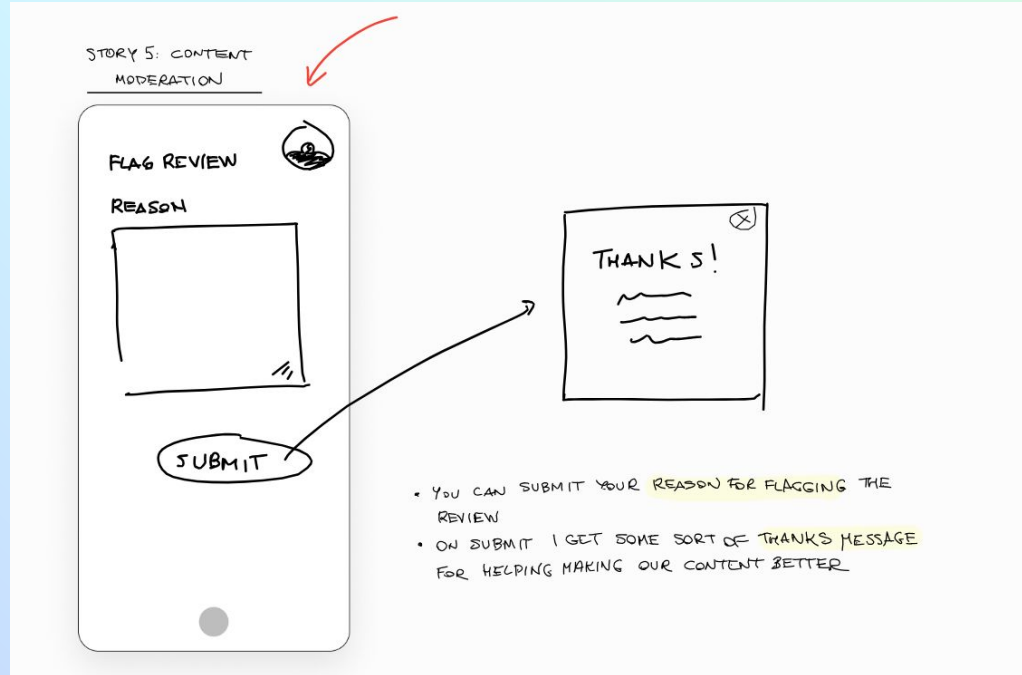 STORY 5: CONTENT
MODERATION
FLAG REVIEW
REASON
SUBMIT
THANKS!
• YOU CAN SUBMIT YOUR REASON FOR FLAGGING THE
REVIEW
• ON SUBMIT I GET SOME SORT OF THANKS MESSAGE
FOR HELPING MAKING OUR CONTENT BETTER